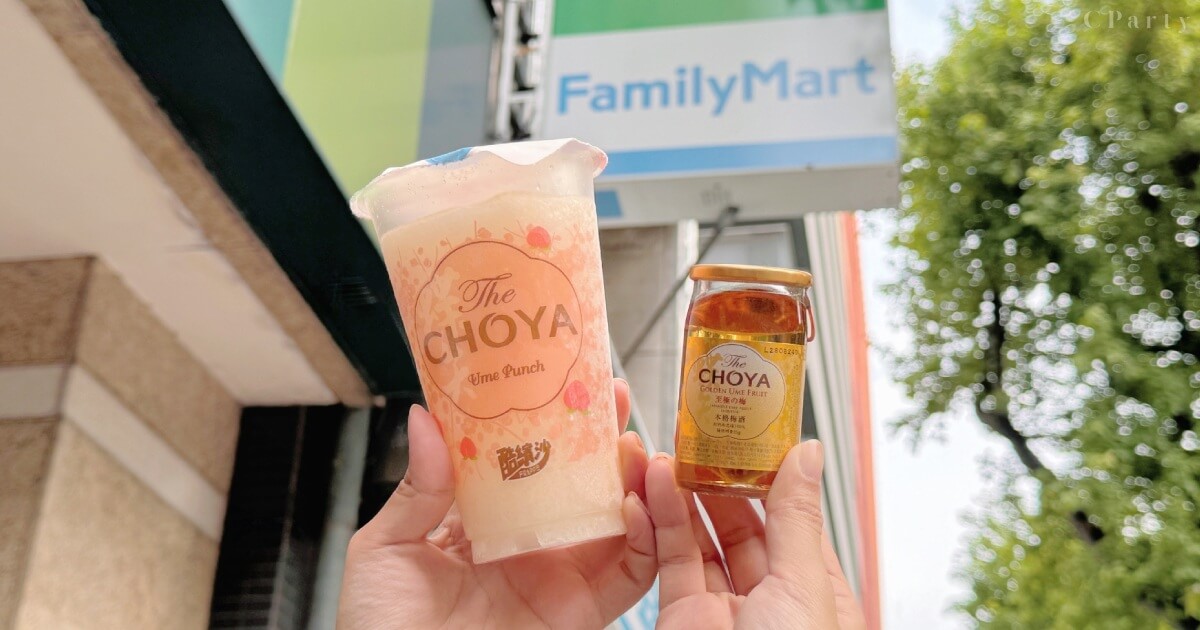 CParty
FamilyMart
The
CHOYA
Ume Punch
酷繽沙
The
CHOYA
GOLDEN UME FRUIT
至極の梅
本格梅酒